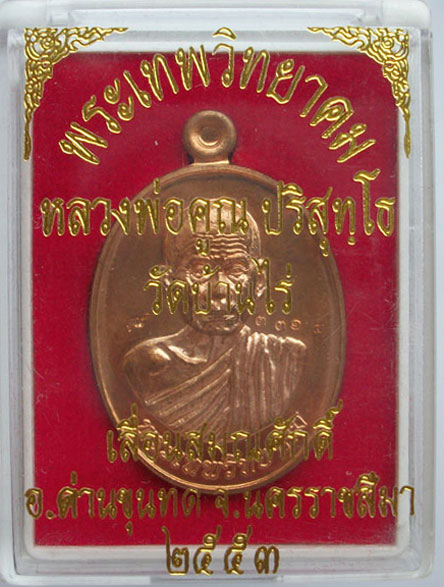 พระเทพวิทยาคม
หลวงพ่อคูณ ปริสุทฺโธ
วัดบ้านไร่
เลื่อนสมณศักดิ์
อ.ด่านขุนทด จ.นครราชสีมา
๒๕๕๓